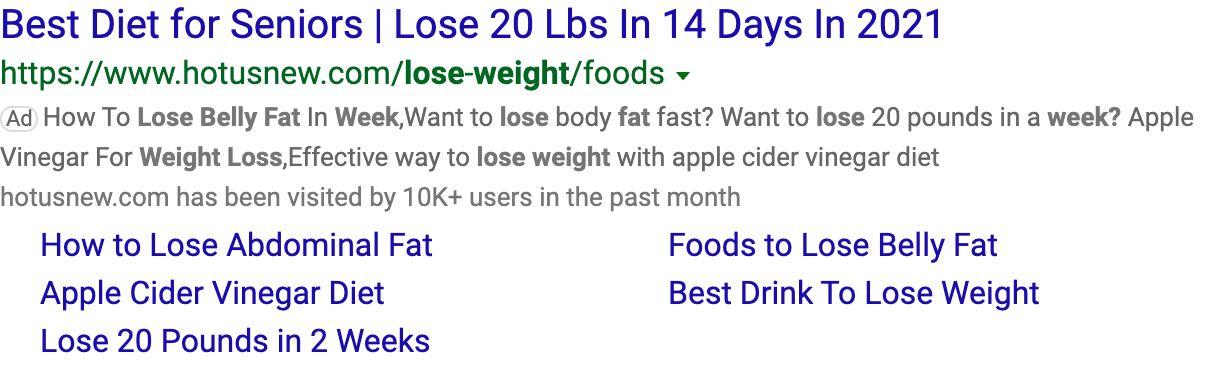 Best Diet for Seniors | Lose 20 Lbs In 14 Days In 2021
https://www.hotusnew.com/lose-weight/foods
Ad How To Lose Belly Fat In Week,Want to lose body fat fast? Want to lose 20 pounds in a week? Apple
Vinegar For Weight Loss,Effective way to lose weight with apple cider vinegar diet
hotusnew.com has been visited by 10K+ users in the past month
How to Lose Abdominal Fat
Foods to Lose Belly Fat
Apple Cider Vinegar Diet
Best Drink To Lose Weight
Lose 20 Pounds in 2 Weeks